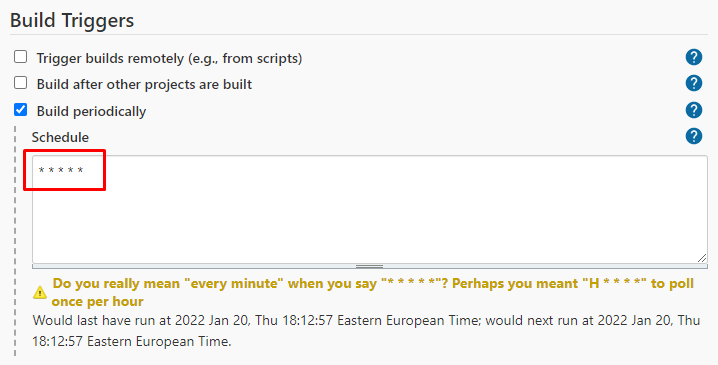 Build Triggers
Trigger builds remotely (e.g., from scripts)
Build after other projects are built
Build periodically
Schedule
* * * * *
Do you really mean "every minute" when you say "* * * * *"? Perhaps you meant "H * * * *" to poll
once per hour
Would last have run at 2022 Jan 20, Thu 18:12:57 Eastern European Time; would next run at 2022 Jan 20, Thu
18:12:57 Eastern European Time.